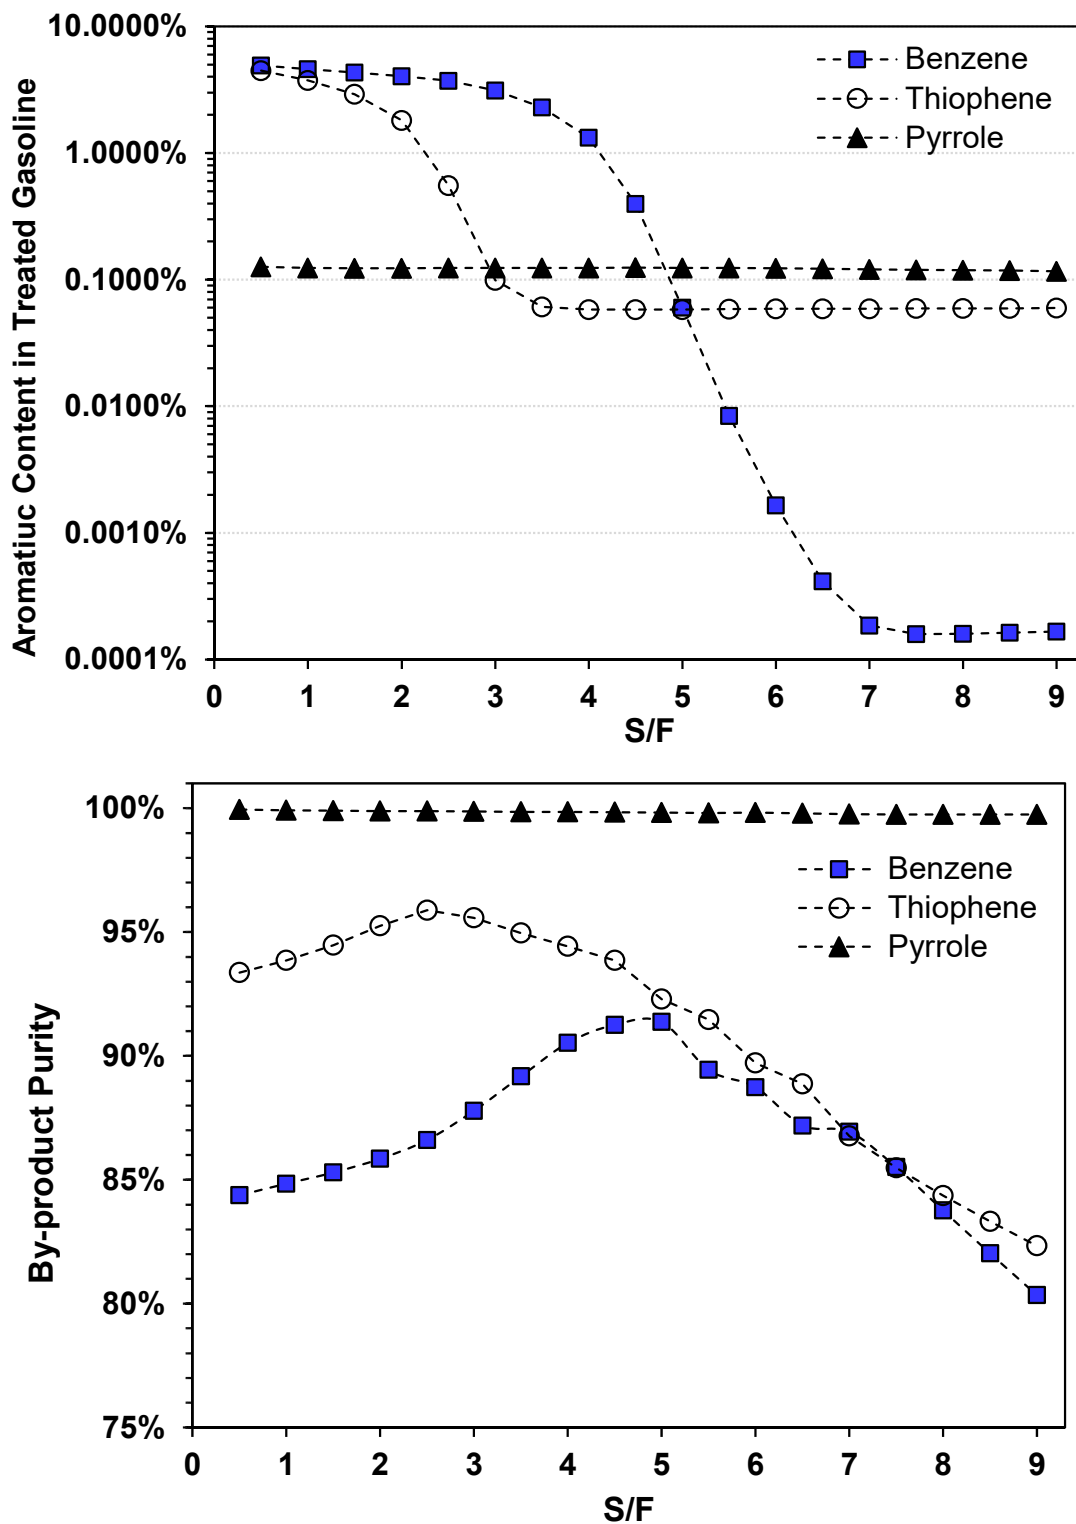 10.0000%
1.0000%
0.1000%
0.0100%
0.0010%
0.0001%
Aromatiuc Content in Treated Gasoline
Benzene
Thiophene
Pyrrole
0 1 2 3 4 5 6 7 8 9
S/F
100%
95%
90%
85%
80%
75%
By-product Purity
Benzene
Thiophene
Pyrrole
0 1 2 3 4 5 6 7 8 9
S/F